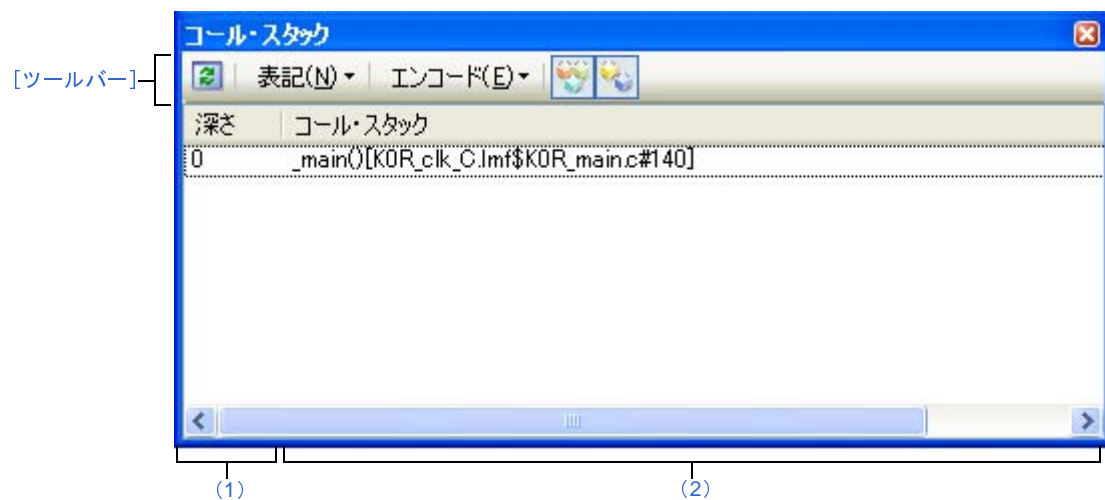 コール・スタック
[ツールバー]
表記(N) エンコード(E)
深さ コール・スタック
0 _main()[K0R_clk_C.lmf$K0R_main.c#140]
(1) (2)